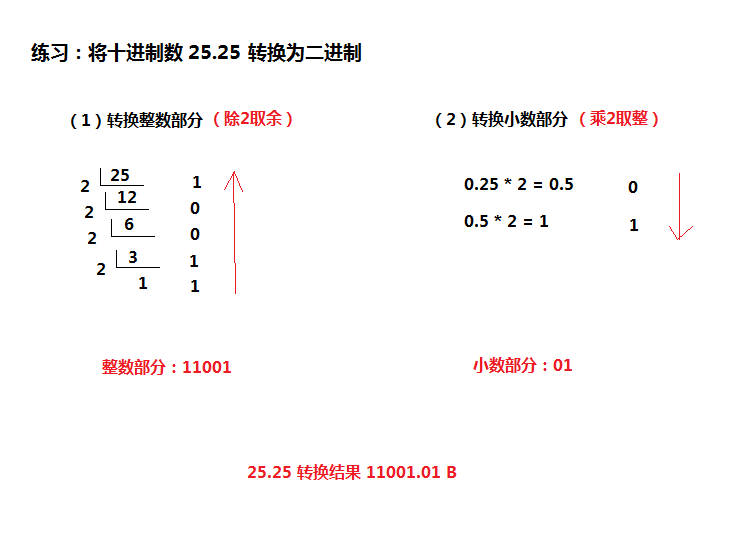 练习：将十进制数 25.25 转换为二进制
（1）转换整数部分（除2取余）
2 25 1
2 12 0
2 6 0
2 3 1
1 1
整数部分：11001
（2）转换小数部分（乘2取整）
0.25 * 2 = 0.5 0
0.5 * 2 = 1 1
小数部分：01
25.25 转换结果 11001.01 B